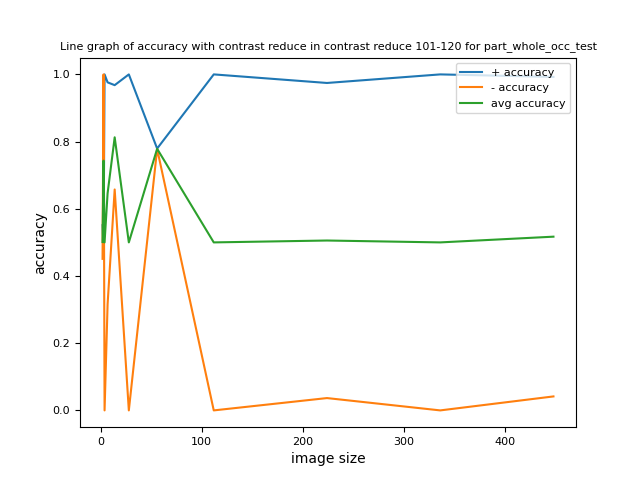 Line graph of accuracy with contrast reduce in contrast reduce 101-120 for part_whole_occ_test
+ accuracy
- accuracy
avg accuracy
1.0
0.8
0.6
0.4
0.2
0.0
accuracy
0 100 200 300 400
image size